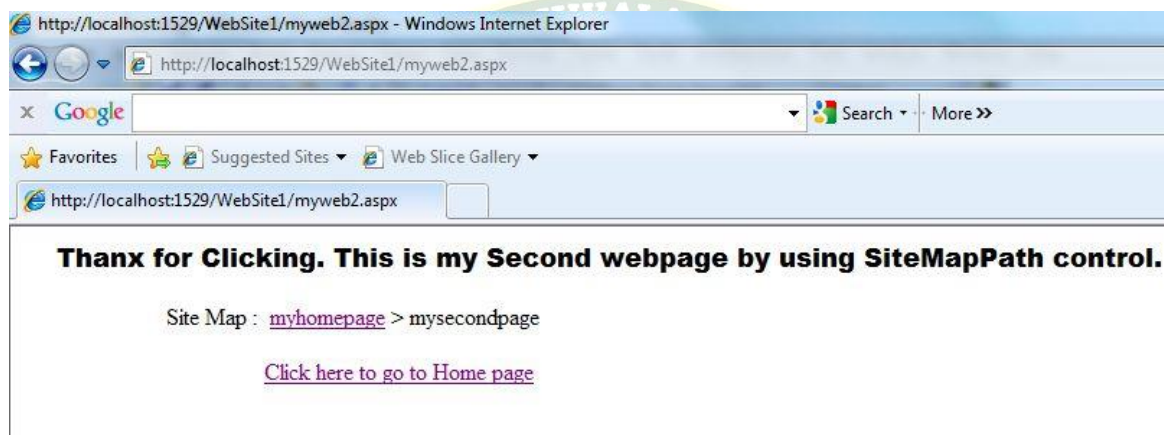 http://localhost:1529/WebSite1/myweb2.aspx - Windows Internet Explorer
http://localhost:1529/WebSite1/myweb2.aspx
x Google Search More >>
Favorites Suggested Sites Web Slice Gallery
http://localhost:1529/WebSite1/myweb2.aspx
Thanx for Clicking. This is my Second webpage by using SiteMapPath control.
Site Map : myhomepage > mysecondpage
Click here to go to Home page